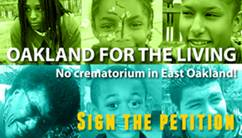 OAKLAND FOR THE LIVING
No crematorium in East Oakland!
SIGN THE PETITION